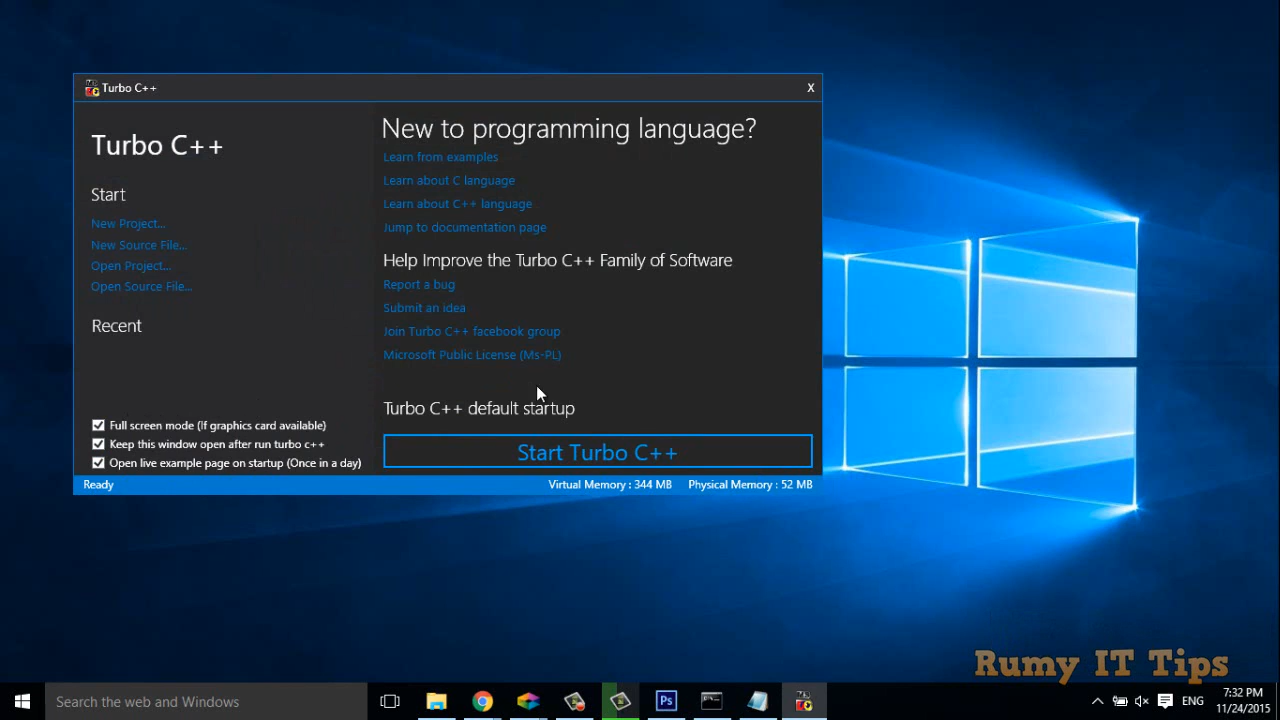 Turbo C++
X
Turbo C++
Start
New Project...
New Source File...
Open Project...
Open Source File...
Recent
Full screen mode (If graphics card available)
Keep this window open after run turbo c++
Open live example page on startup (Once in a day)
New to programming language?
Learn from examples
Learn about C language
Learn about C++ language
Jump to documentation page
Help Improve the Turbo C++ Family of Software
Report a bug
Submit an idea
Join Turbo C++ facebook group
Microsoft Public License (Ms-PL)
Turbo C++ default startup
Start Turbo C++
Ready
Virtual Memory : 344 MB
Physical Memory : 52 MB
Rumy IT Tips
Search the web and Windows
Ps
ENG
7:32 PM
11/24/2015